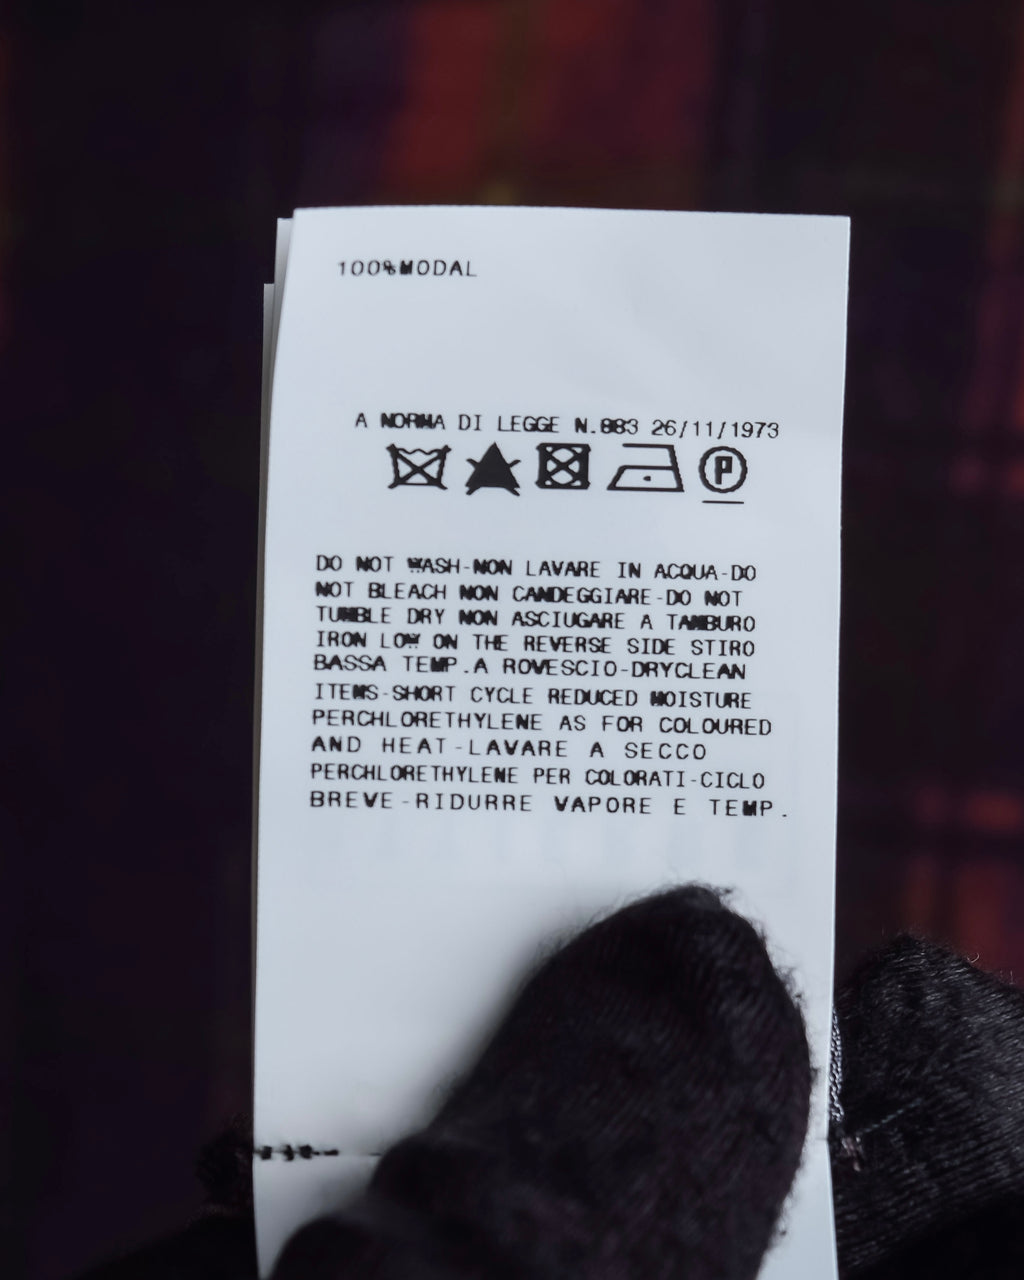 100%MODAL
A NORMA DI LEGGE N.883 26/11/1973
P
DO NOT WASH-NON LAVARE IN ACQUA-DO
NOT BLEACH NON CANDEGGIARE-DO NOT
TUMBLE DRY NON ASCIUGARE A TAMBURO
IRON LOW ON THE REVERSE SIDE STIRO
BASSA TEMP.A ROVESCIO-DRYCLEAN
ITEMS-SHORT CYCLE REDUCED MOISTURE
PERCHLORETHYLENE AS FOR COLOURED
AND HEAT-LAVARE A SECCO
PERCHLORETHYLENE PER COLORATI-CICLO
BREVE-RIDURRE VAPORE E TEMP.